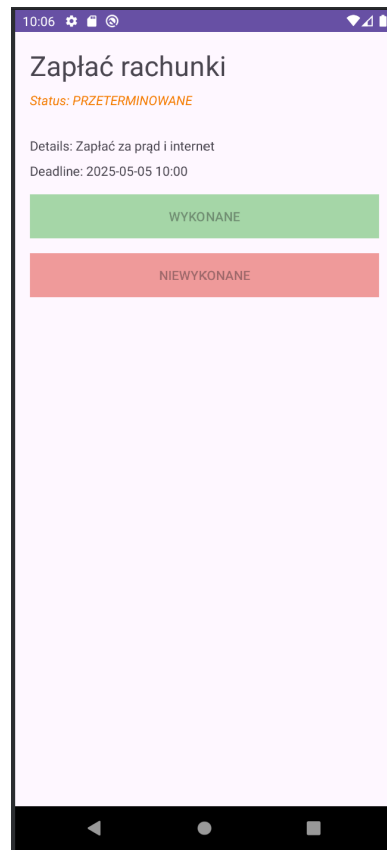 10:06
Zapłać rachunki
Status: PRZETERMINOWANE
Details: Zapłać za prąd i internet
Deadline: 2025-05-05 10:00
WYKONANE
NIEWYKONANE